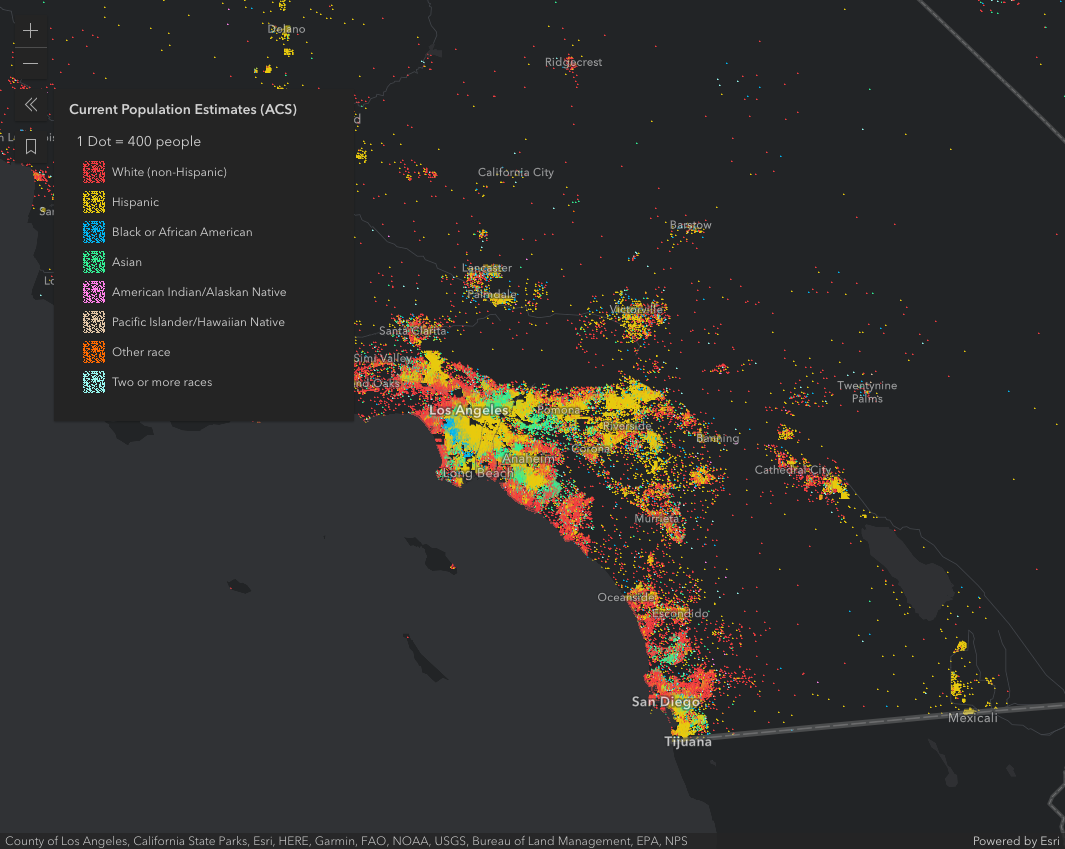 Delano
Ridgecrest
Current Population Estimates (ACS)
1 Dot = 400 people
White (non-Hispanic)
Hispanic
Black or African American
Asian
American Indian/Alaskan Native
Pacific Islander/Hawaiian Native
Other race
Two or more races
d
California City
Sa
Lo
Barstow
Lancaster
Palmdale
Victorville
Santa Clarita
Simi Valley
ng Oaks
Twentynine
Palms
Los Angeles
Pomona
Riverside
Corona
Banning
Anaheim
Long Beach
Cathedral City
Murrieta
Oceanside
Escondido
San Diego
Mexicali
Tijuana
County of Los Angeles, California State Parks, Esri, HERE, Garmin, FAO, NOAA, USGS, Bureau of Land Management, EPA, NPS
Powered by Esri